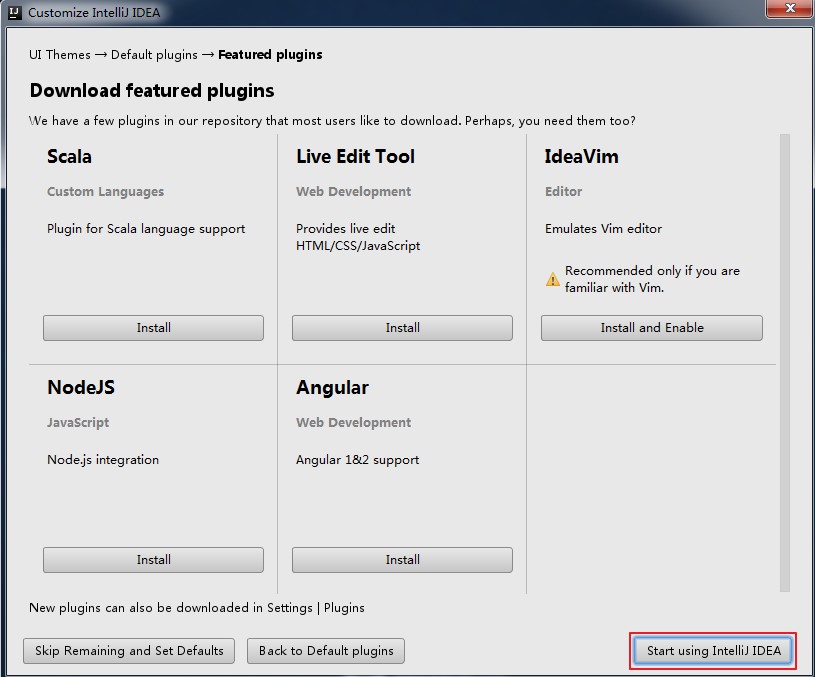 IJ Customize IntelliJ IDEA
UI Themes → Default plugins → Featured plugins
Download featured plugins
We have a few plugins in our repository that most users like to download. Perhaps, you need them too?
Scala
Custom Languages
Plugin for Scala language support
Install
Live Edit Tool
Web Development
Provides live edit
HTML/CSS/JavaScript
Install
IdeaVim
Editor
Emulates Vim editor
Recommended only if you are
familiar with Vim.
Install and Enable
NodeJS
JavaScript
Node.js integration
Install
Angular
Web Development
Angular 1&2 support
Install
New plugins can also be downloaded in Settings | Plugins
Skip Remaining and Set Defaults
Back to Default plugins
Start using IntelliJ IDEA